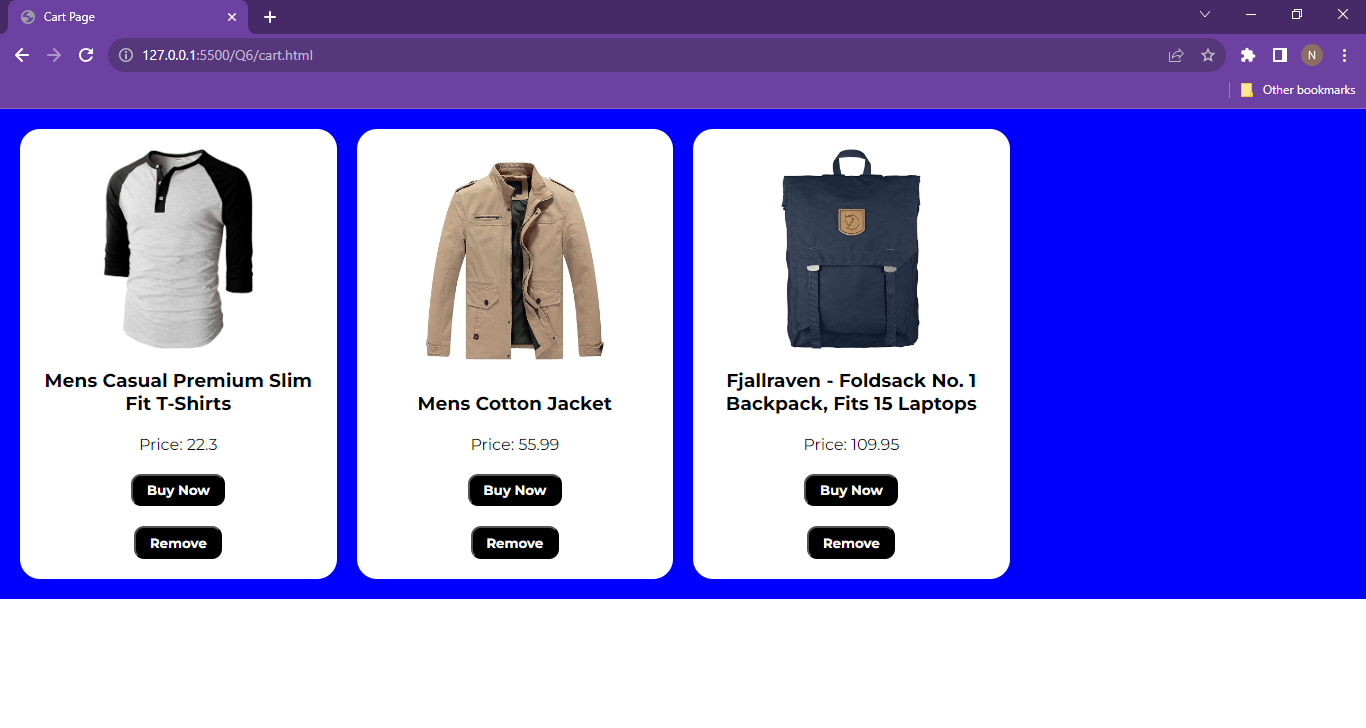 Cart Page
127.0.0.1:5500/Q6/cart.html
N
Other bookmarks
Mens Casual Premium Slim
Fit T-Shirts
Price: 22.3
Buy Now
Remove
Mens Cotton Jacket
Price: 55.99
Buy Now
Remove
Fjallraven - Foldsack No. 1
Backpack, Fits 15 Laptops
Price: 109.95
Buy Now
Remove